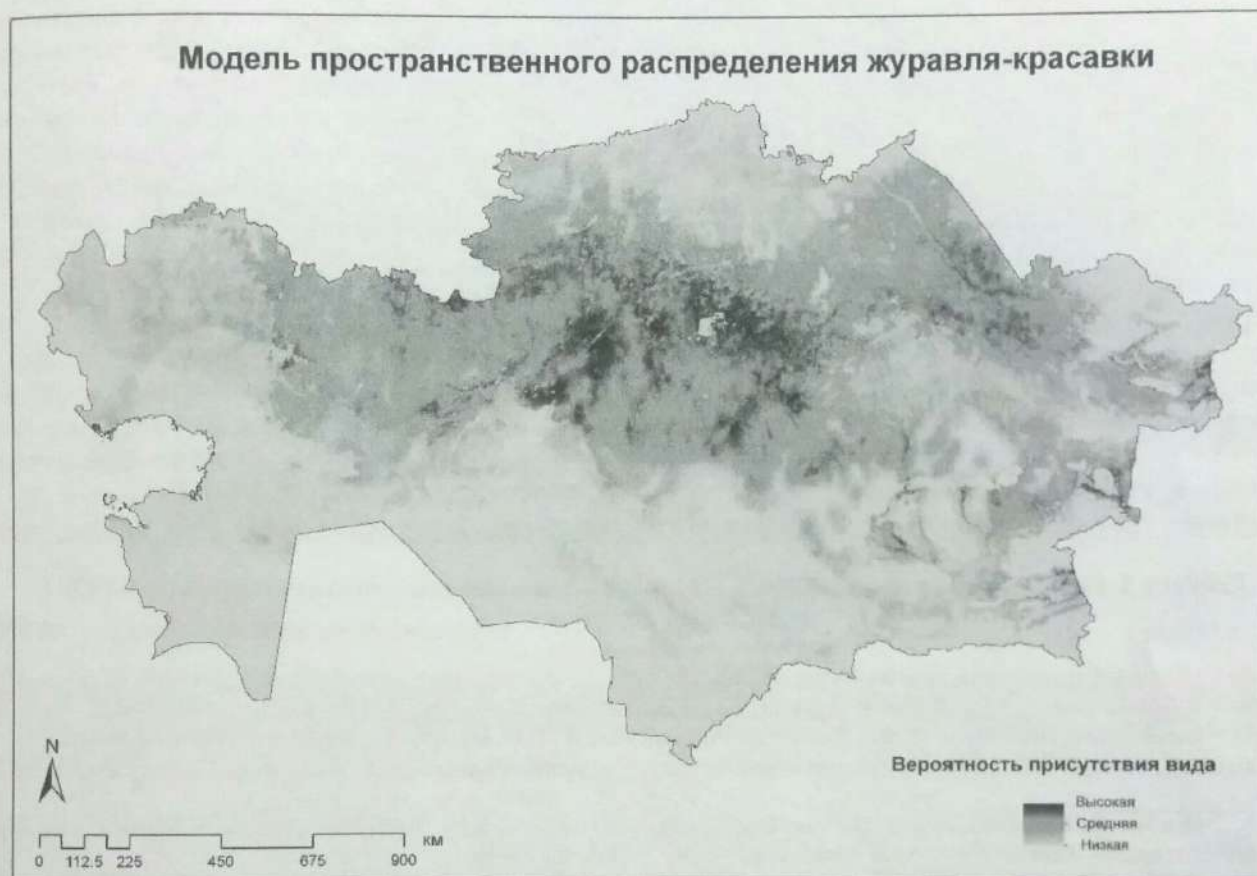 Модель пространственного распределения журавля-красавки
N
0 112.5 225 450 675 900 КМ
Вероятность присутствия вида
Высокая
Средняя
Низкая